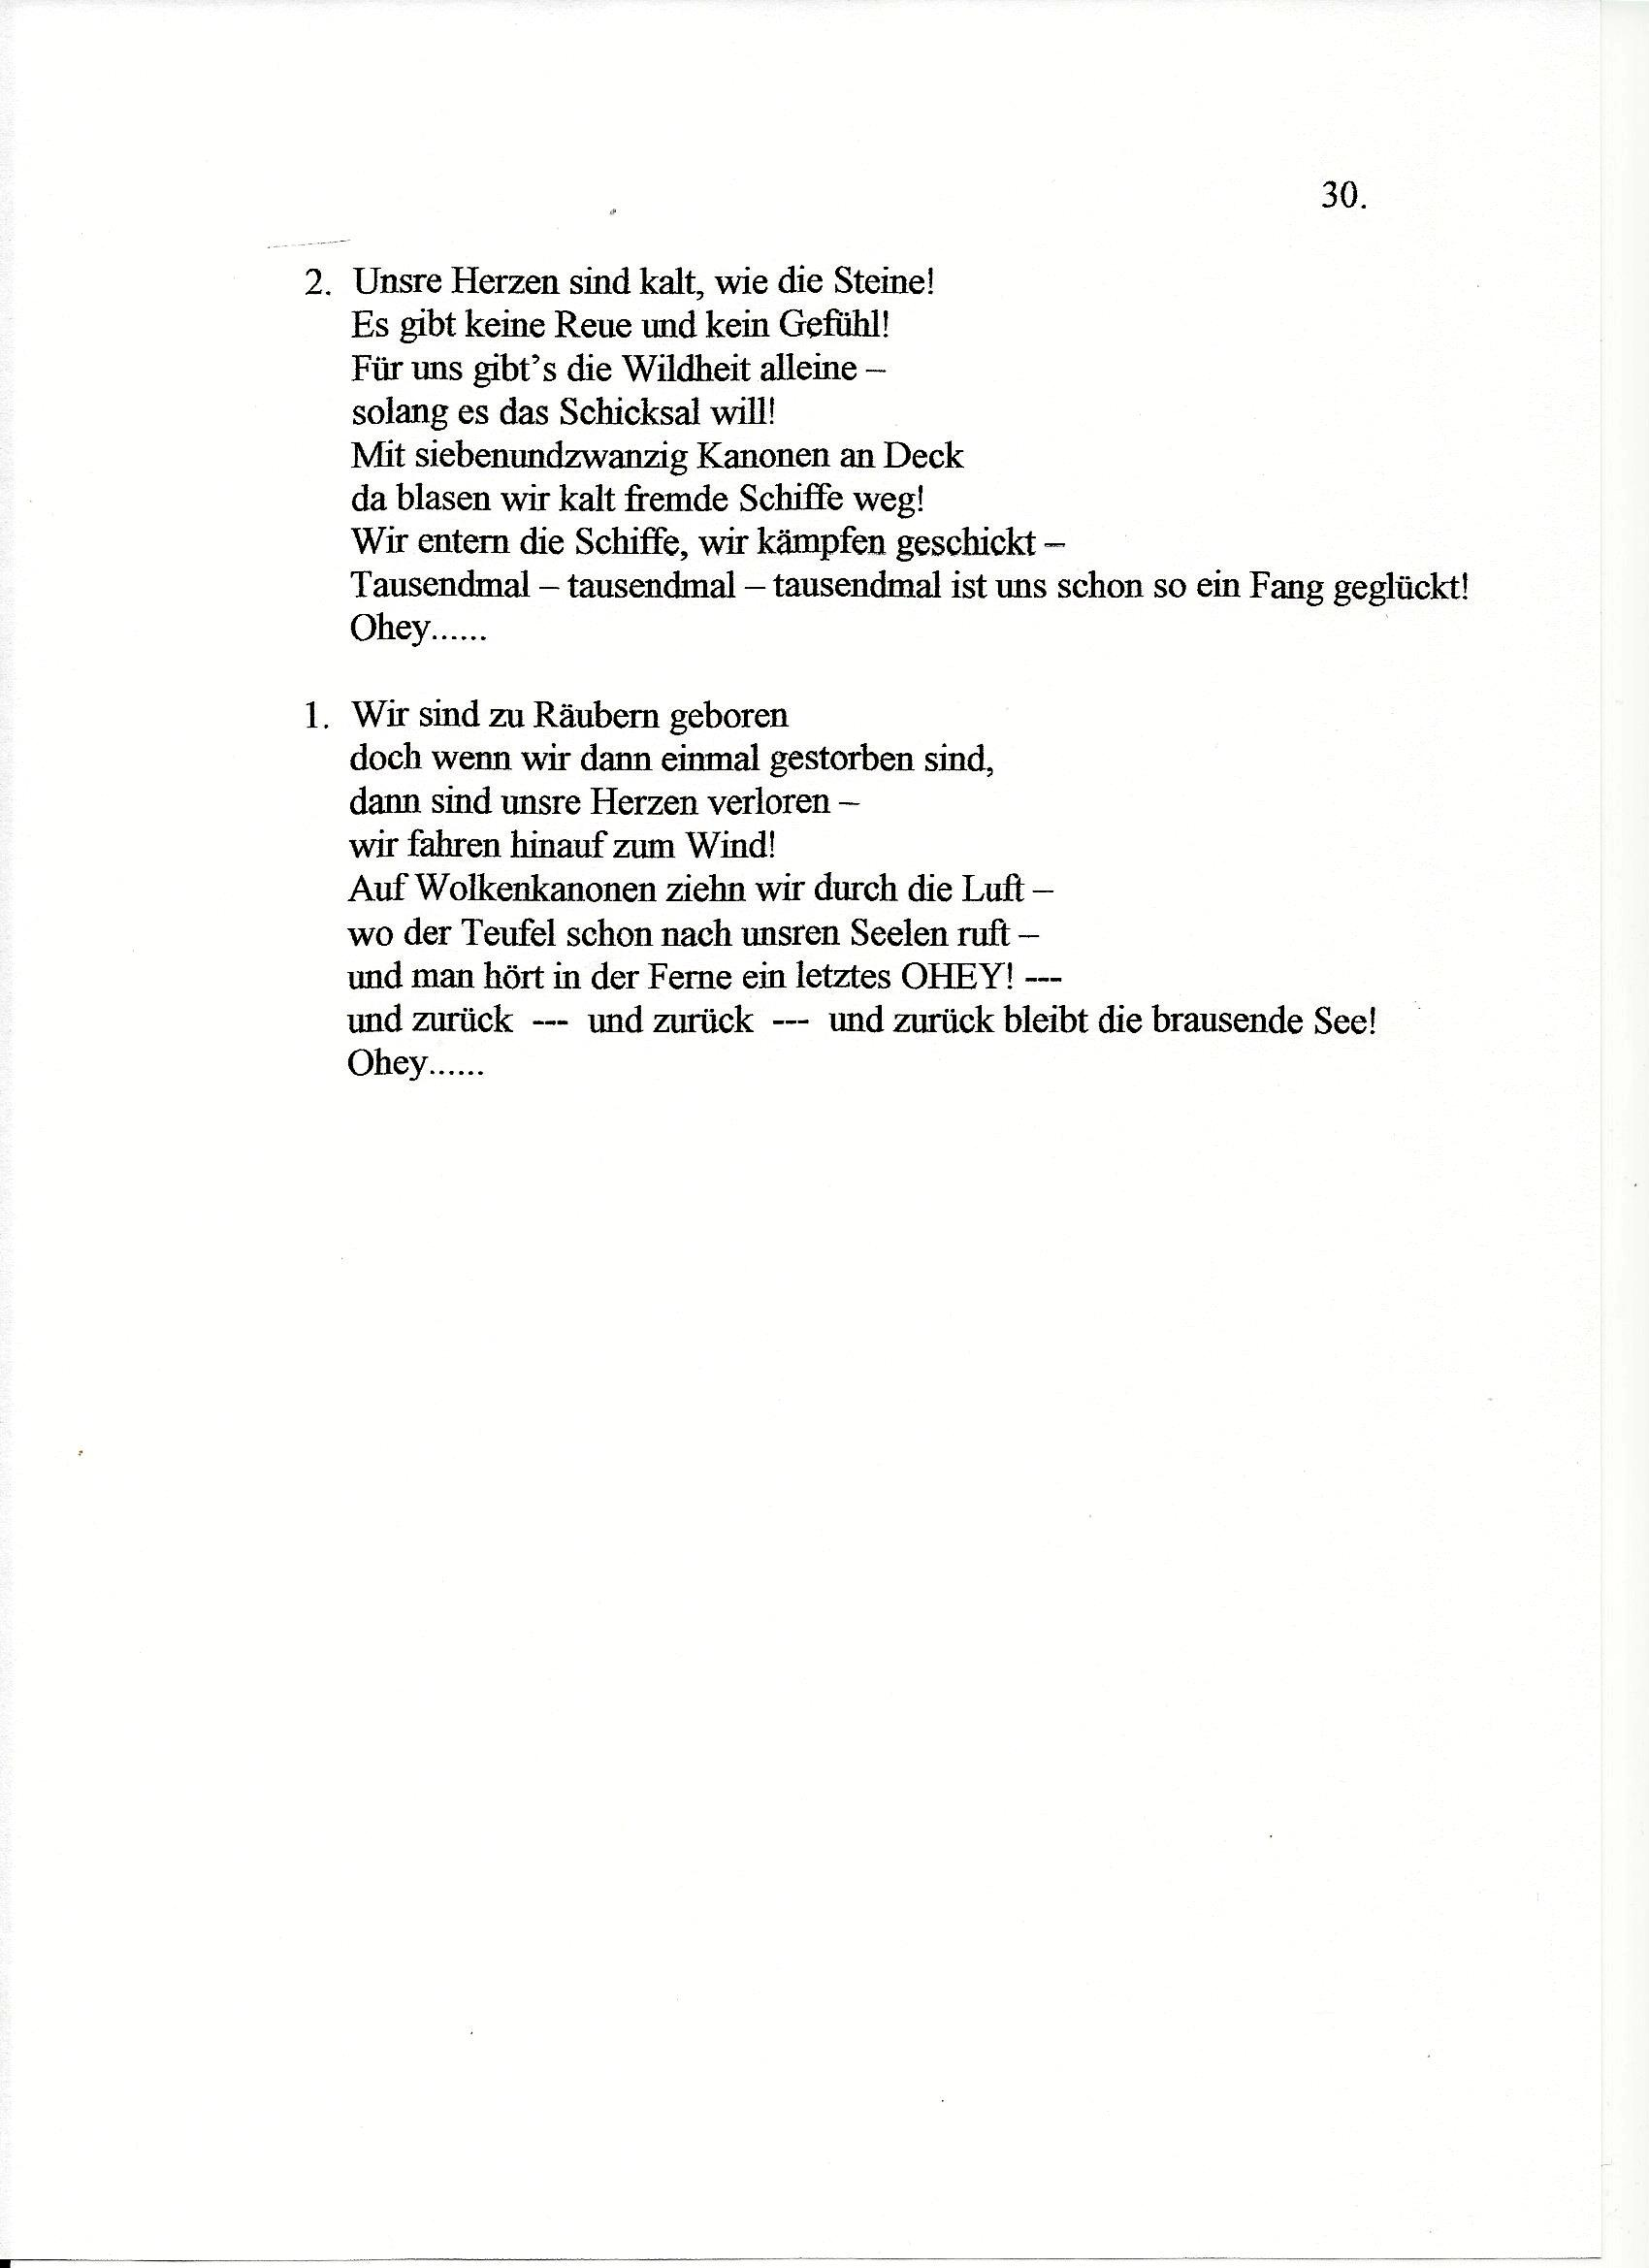 30.
2. Unsre Herzen sind kalt, wie die Steine!
Es gibt keine Reue und kein Gefühl!
Für uns gibt’s die Wildheit alleine –
solang es das Schicksal will!
Mit siebenundzwanzig Kanonen an Deck
da blasen wir kalt fremde Schiffe weg!
Wir entern die Schiffe, wir kämpfen geschickt –
Tausendmal – tausendmal – tausendmal ist uns schon so ein Fang geglückt!
Ohey......
1. Wir sind zu Räubern geboren
doch wenn wir dann einmal gestorben sind,
dann sind unsre Herzen verloren –
wir fahren hinauf zum Wind!
Auf Wolkenkanonen ziehn wir durch die Luft –
wo der Teufel schon nach unsren Seelen ruft –
und man hört in der Ferne ein letztes OHEY! ---
und zurück --- und zurück --- und zurück bleibt die brausende See!
Ohey......